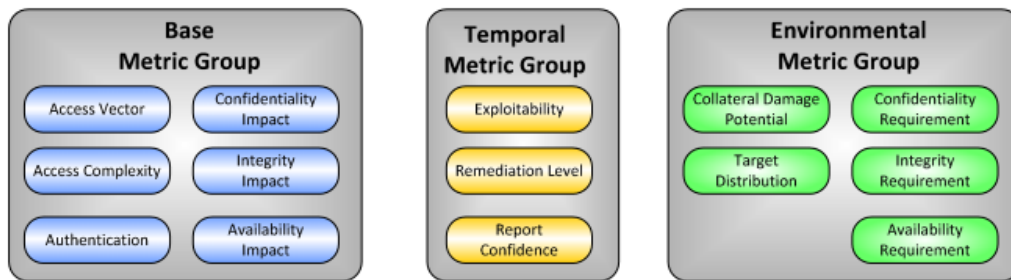 Base
Metric Group
Access Vector
Confidentiality
Impact
Access Complexity
Integrity
Impact
Authentication
Availability
Impact
Temporal
Metric Group
Exploitability
Remediation Level
Report
Confidence
Environmental
Metric Group
Collateral Damage
Potential
Confidentiality
Requirement
Target
Distribution
Integrity
Requirement
Availability
Requirement